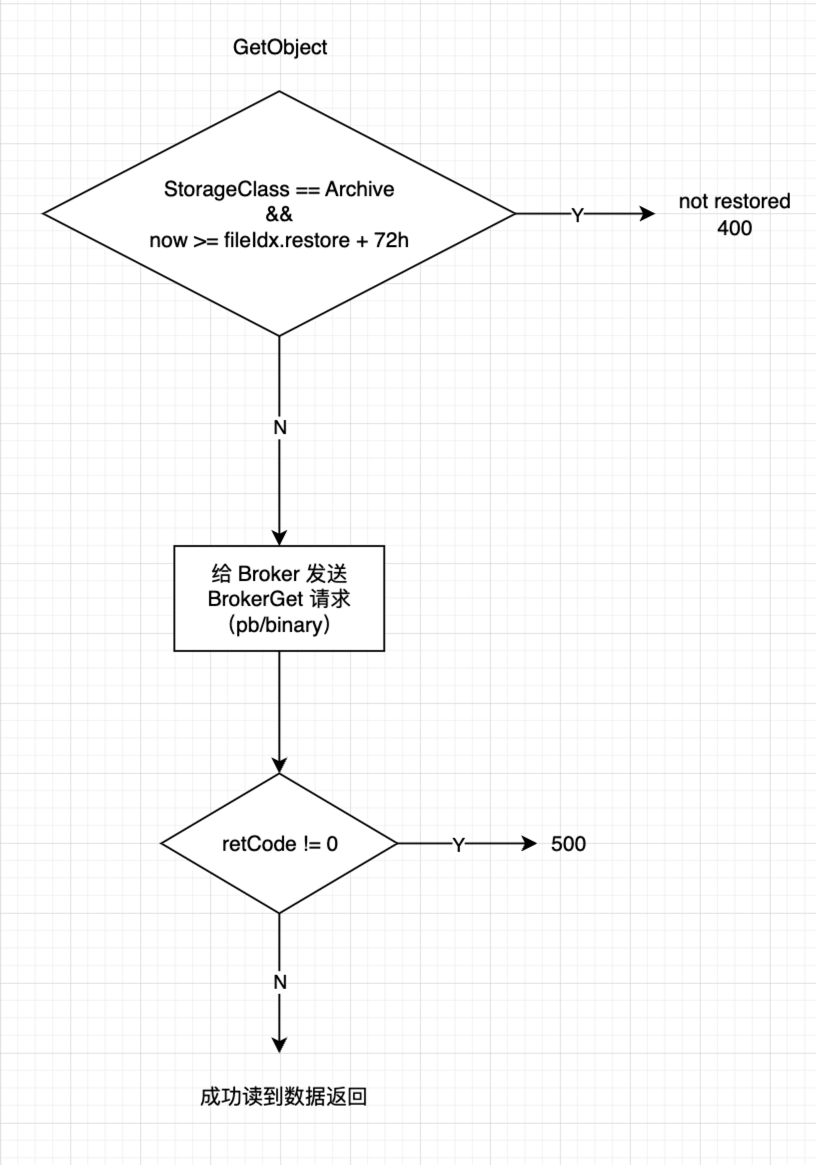 GetObject
StorageClass == Archive
&&
now >= fileIdx.restore + 72h
Y
not restored
400
N
给 Broker 发送
BrokerGet 请求
（pb/binary）
retCode != 0
Y
500
N
成功读到数据返回